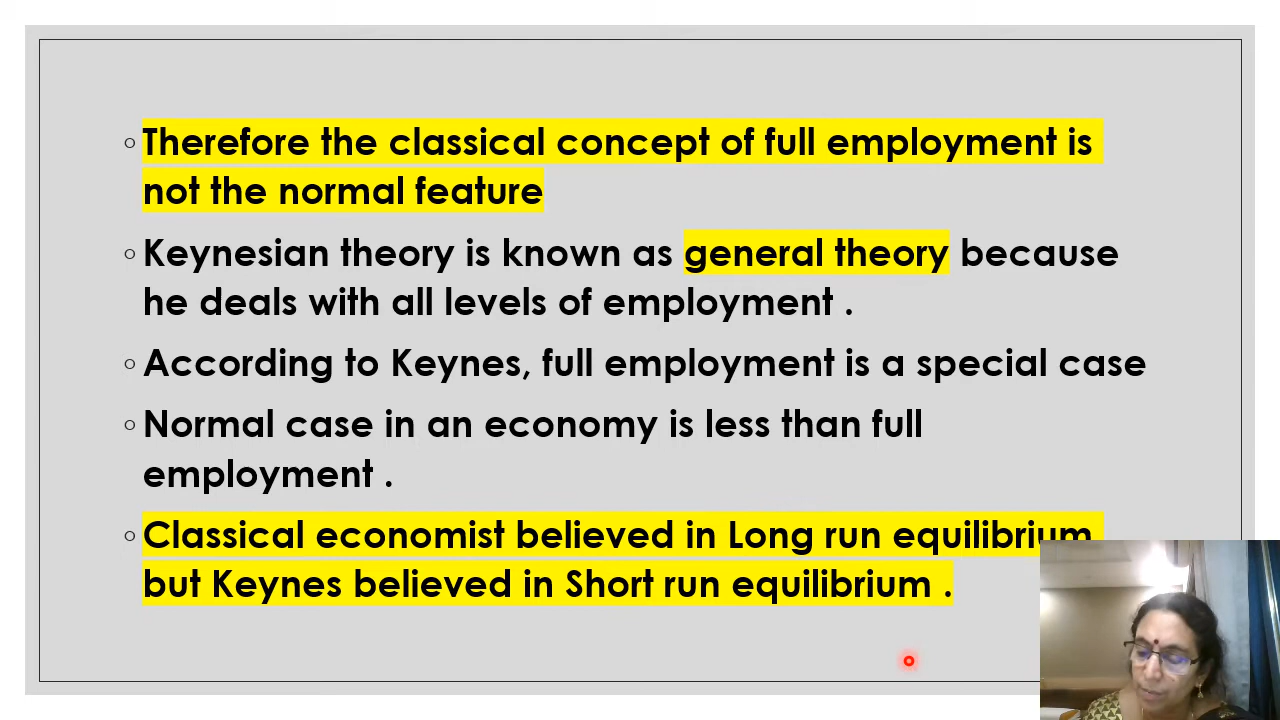 Therefore the classical concept of full employment is
not the normal feature
Keynesian theory is known as general theory because
he deals with all levels of employment .
According to Keynes, full employment is a special case
Normal case in an economy is less than full
employment .
Classical economist believed in Long run equilibrium
but Keynes believed in Short run equilibrium .